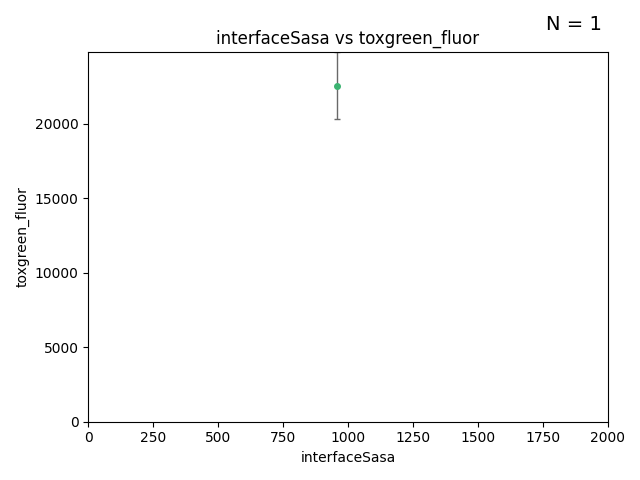 N = 1
interfaceSasa vs toxgreen_fluor
toxgreen_fluor
20000
15000
10000
5000
0
0 250 500 750 1000 1250 1500 1750 2000
interfaceSasa